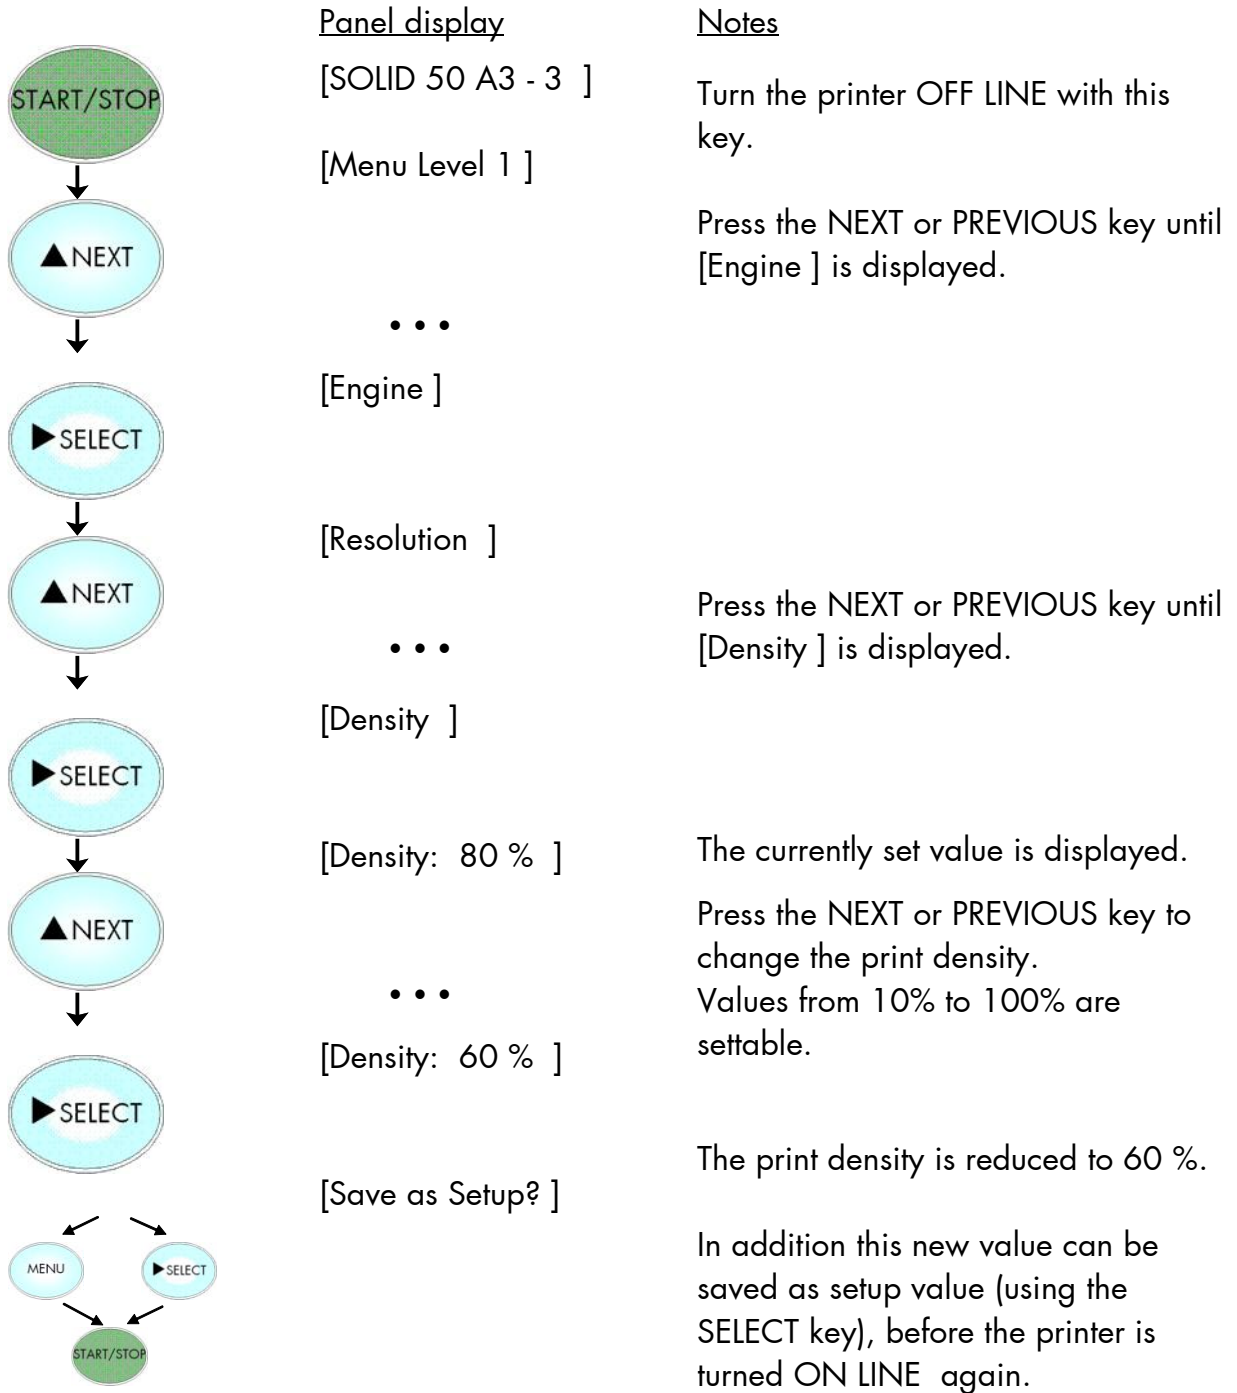 Panel display
Notes
START/STOP
[SOLID 50 A3 - 3 ]
Turn the printer OFF LINE with this
key.
[Menu Level 1 ]
▲NEXT
Press the NEXT or PREVIOUS key until
[Engine ] is displayed.
• • •
[Engine ]
▶SELECT
[Resolution ]
▲NEXT
Press the NEXT or PREVIOUS key until
[Density ] is displayed.
• • •
[Density ]
▶SELECT
[Density: 80 % ]
The currently set value is displayed.
▲NEXT
Press the NEXT or PREVIOUS key to
change the print density.
Values from 10% to 100% are
settable.
• • •
[Density: 60 % ]
▶SELECT
The print density is reduced to 60 %.
[Save as Setup? ]
MENU
▶SELECT
In addition this new value can be
saved as setup value (using the
SELECT key), before the printer is
turned ON LINE again.
START/STOP